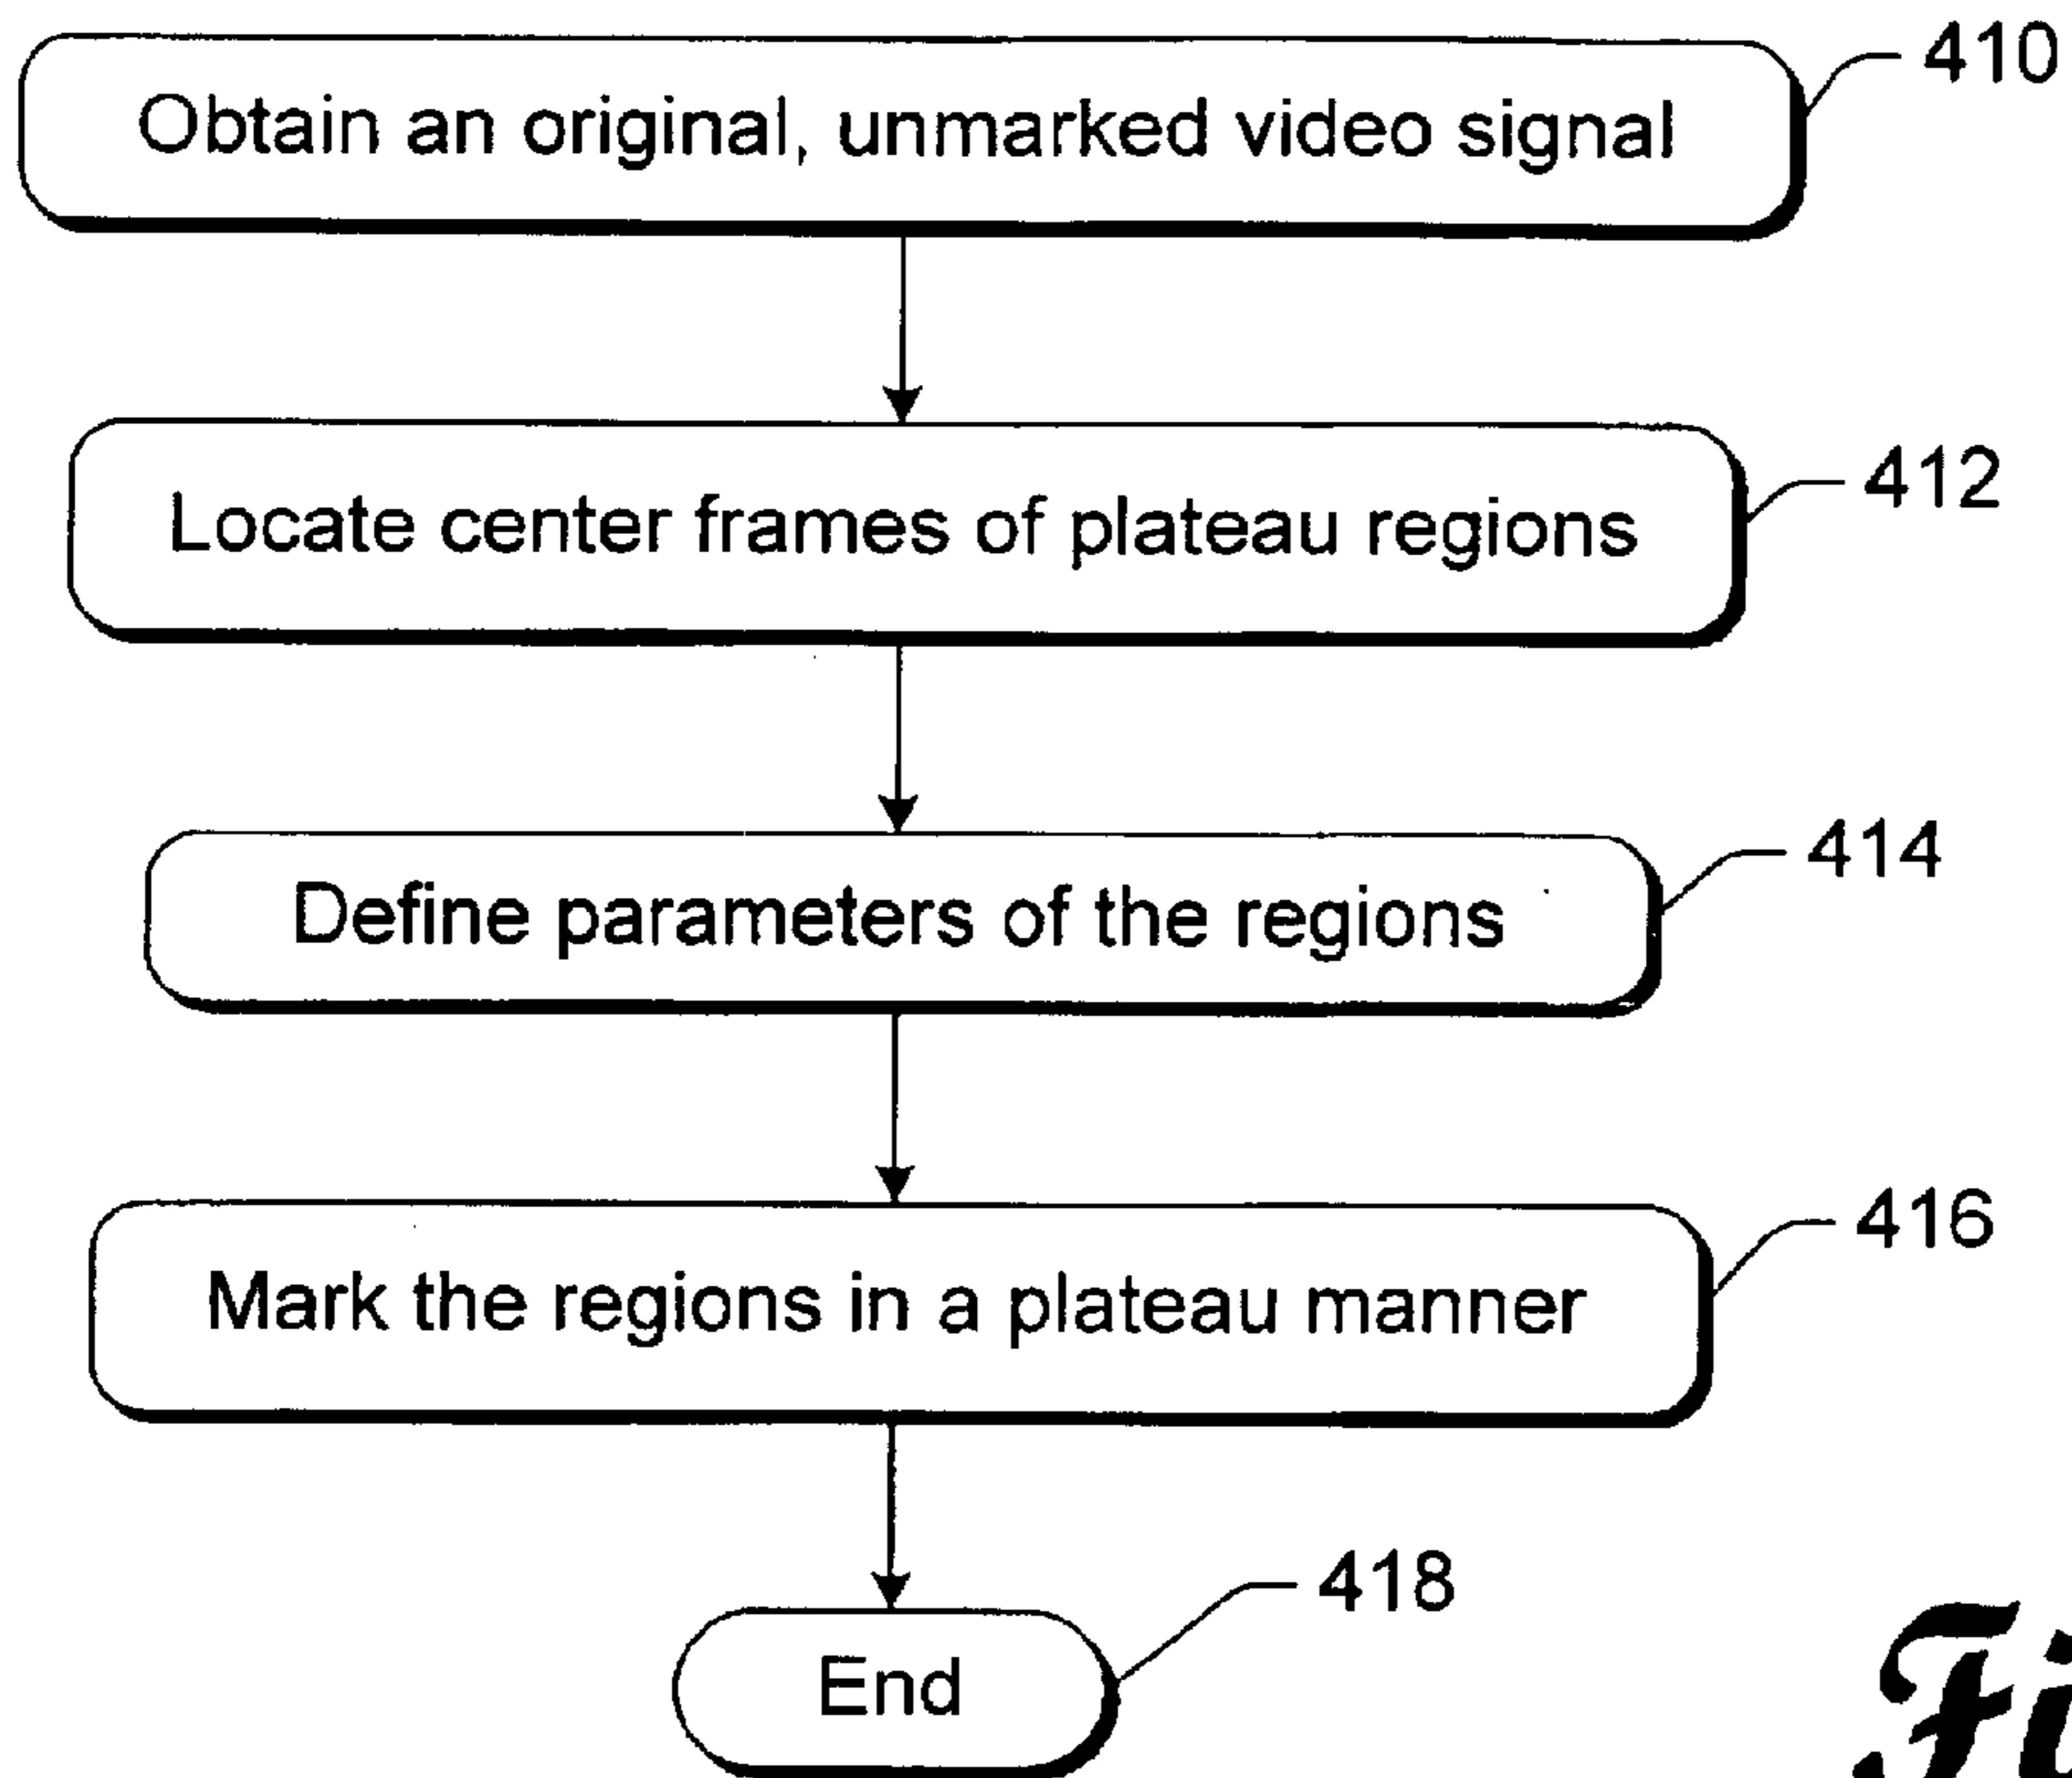 410
Obtain an original, unmarked video signal
412
Locate center frames of plateau regions
414
Define parameters of the regions
416
Mark the regions in a plateau manner
418
End